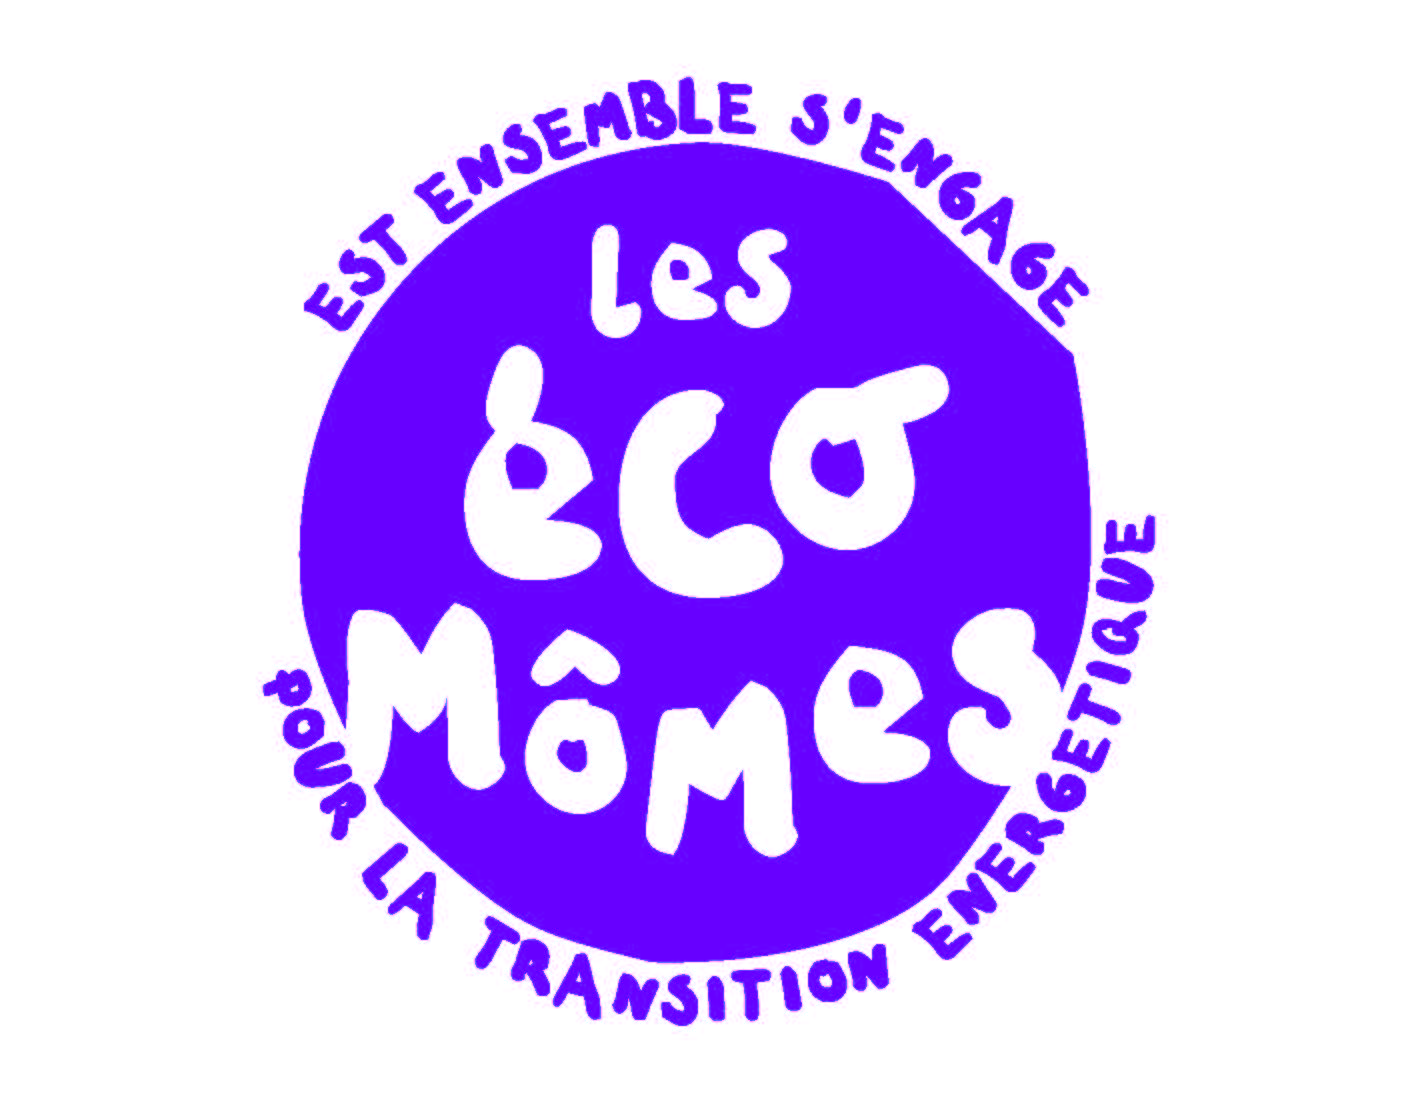 EST ENSEMBLE S'ENGAGE
les
éco
Mômes
POUR LA TRANSITION ENERGETIQUE